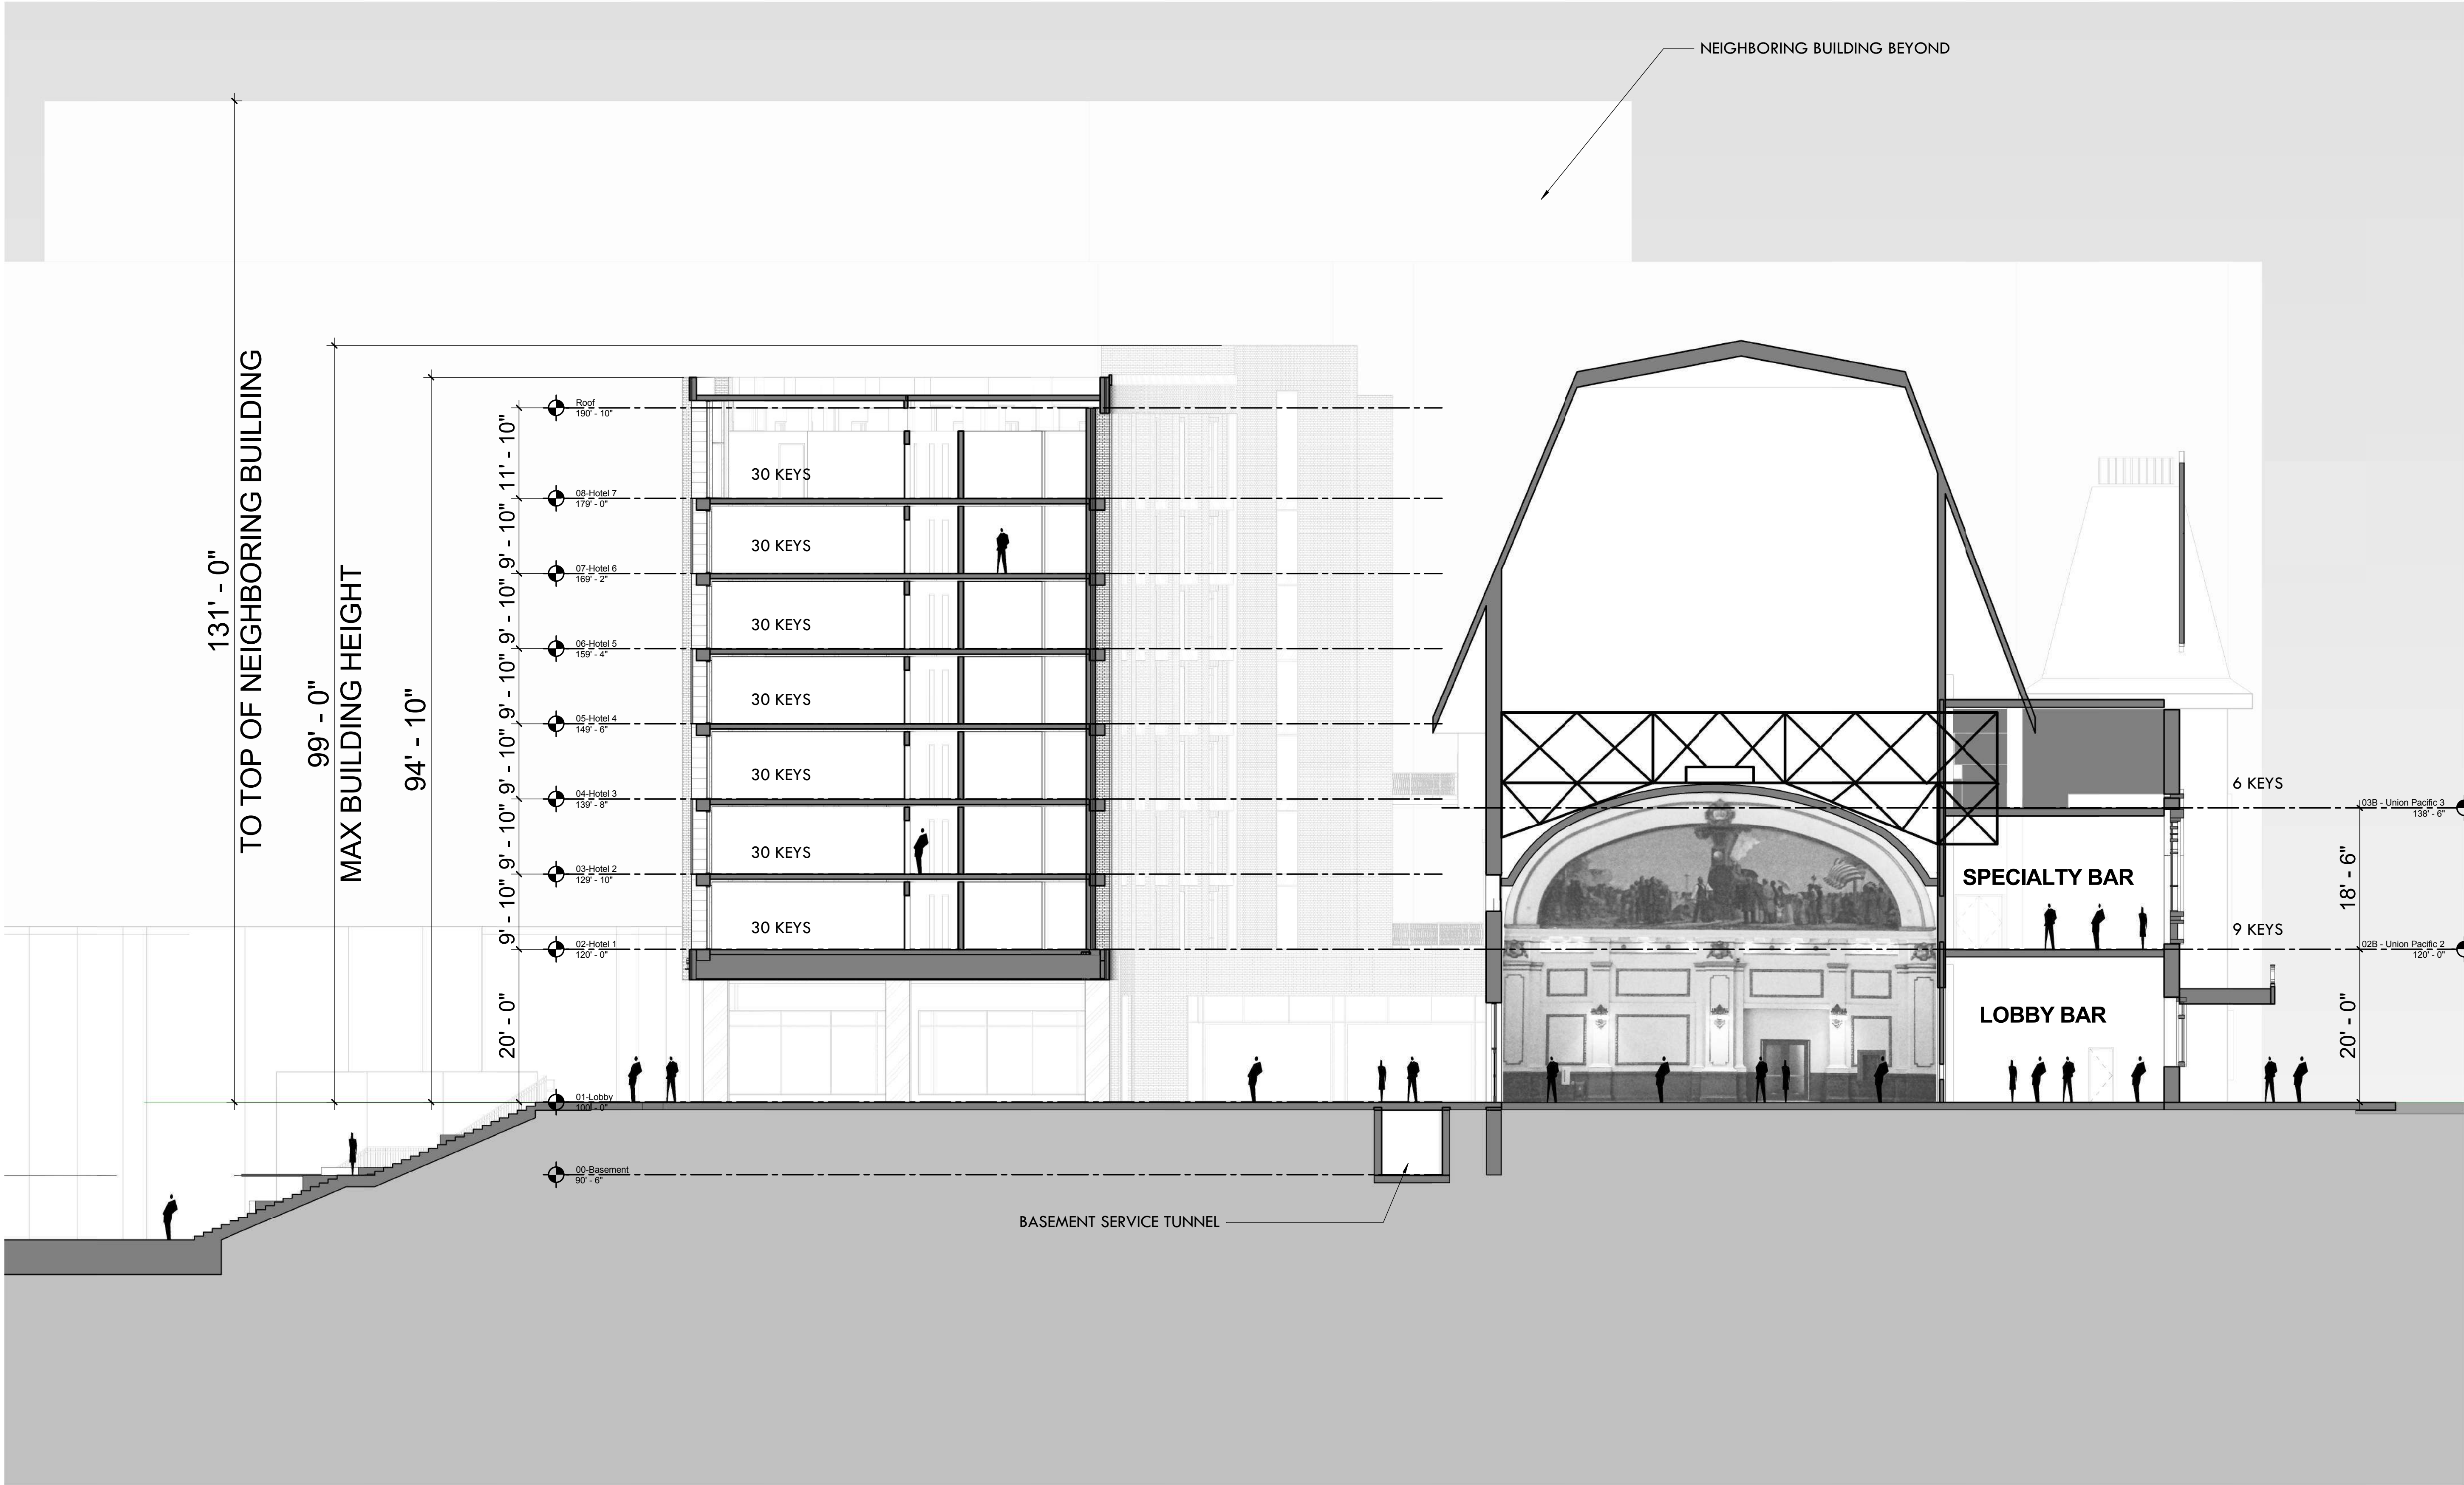 NEIGHBORING BUILDING BEYOND
131' - 0"
TO TOP OF NEIGHBORING BUILDING
99' - 0"
MAX BUILDING HEIGHT
94' - 10"
11' - 10"
9' - 10"
9' - 10"
9' - 10"
9' - 10"
9' - 10"
9' - 10"
20' - 0"
Roof
190' - 10"
08-Hotel 7
179' - 0"
07-Hotel 6
169' - 2"
06-Hotel 5
159' - 4"
05-Hotel 4
149' - 6"
04-Hotel 3
139' - 8"
03-Hotel 2
129' - 10"
02-Hotel 1
120' - 0"
01-Lobby
100' - 0"
00-Basement
90' - 6"
30 KEYS
30 KEYS
30 KEYS
30 KEYS
30 KEYS
30 KEYS
30 KEYS
BASEMENT SERVICE TUNNEL
SPECIALTY BAR
LOBBY BAR
6 KEYS
9 KEYS
03B - Union Pacific 3
138' - 6"
18' - 6"
02B - Union Pacific 2
120' - 0"
20' - 0"